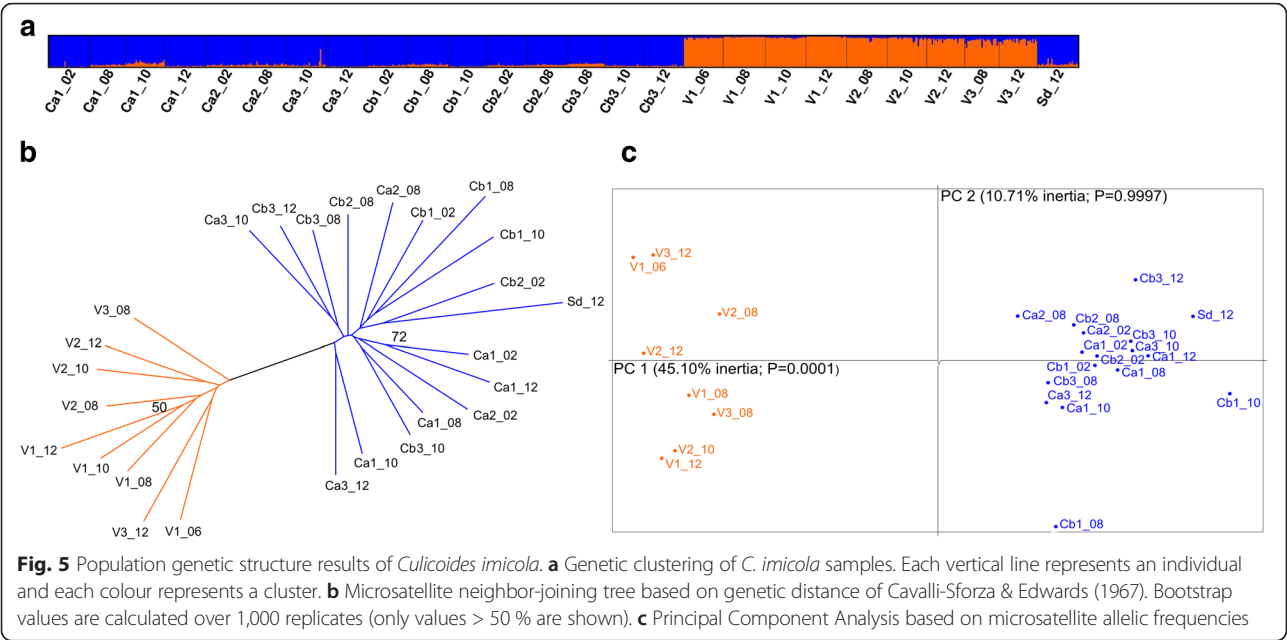 a
Ca1_02 Ca1_08 Ca1_10 Ca1_12 Ca2_02 Ca2_08 Ca3_10 Ca3_12 Cb1_02 Cb1_08 Cb1_10 Cb2_02 Cb2_08 Cb3_08 Cb3_10 Cb3_12 V1_06 V1_08 V1_10 V1_12 V2_08 V2_10 V2_12 V3_08 V3_12 Sd_12
b
Ca3_10
Cb3_12
Cb3_08
Cb2_08
Ca2_08
Cb1_02
Cb1_08
Cb1_10
Cb2_02
Sd_12
72
Ca1_02
Ca1_12
Ca2_02
Ca1_08
Cb3_10
Ca1_10
Ca3_12
V3_08
V2_12
V2_10
V2_08
50
V1_12
V1_10
V1_08
V3_12
V1_06
c
PC 2 (10.71% inertia; P=0.9997)
V3_12
V1_06
V2_08
V2_12
PC 1 (45.10% inertia; P=0.0001)
V1_08
V3_08
V2_10
V1_12
Cb3_12
Ca2_08
Cb2_08
Sd_12
Ca2_02
Cb3_10
Ca1_02
Ca3_10
Cb2_02
Ca1_12
Cb1_02
Ca1_08
Cb3_08
Ca3_12
Ca1_10
Cb1_10
Cb1_08
Fig. 5 Population genetic structure results of Culicoides imicola. a Genetic clustering of C. imicola samples. Each vertical line represents an individual
and each colour represents a cluster. b Microsatellite neighbor-joining tree based on genetic distance of Cavalli-Sforza & Edwards (1967). Bootstrap
values are calculated over 1,000 replicates (only values > 50 % are shown). c Principal Component Analysis based on microsatellite allelic frequencies